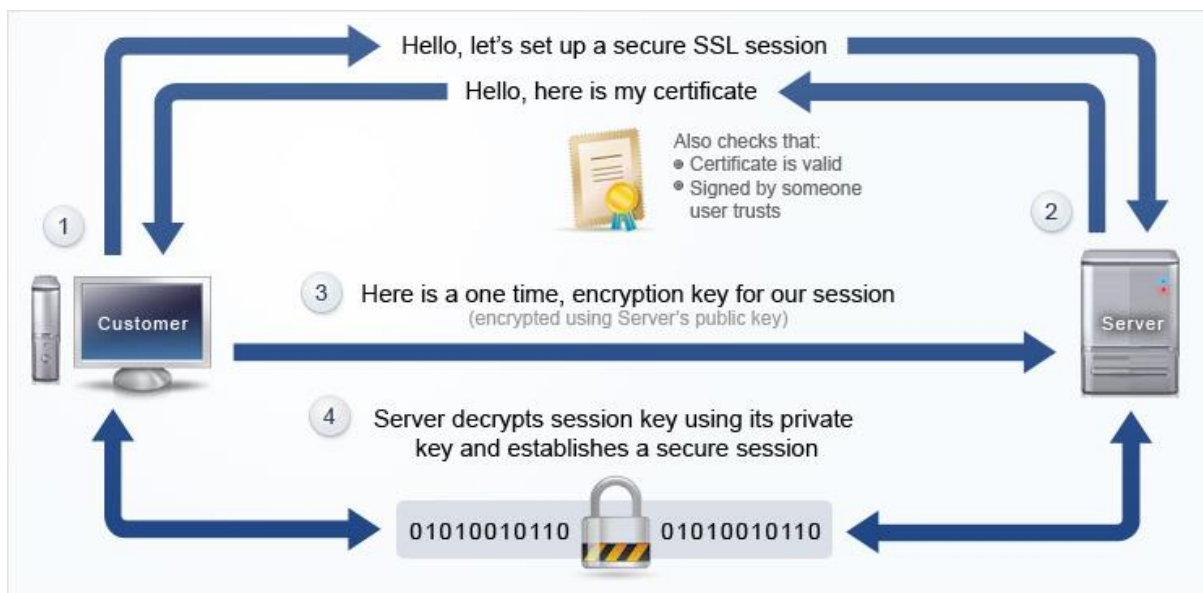 Hello, let's set up a secure SSL session
Hello, here is my certificate
Also checks that:
• Certificate is valid
• Signed by someone
user trusts
1
2
3 Here is a one time, encryption key for our session
(encrypted using Server's public key)
Customer
Server
4 Server decrypts session key using its private
key and establishes a secure session
01010010110 01010010110